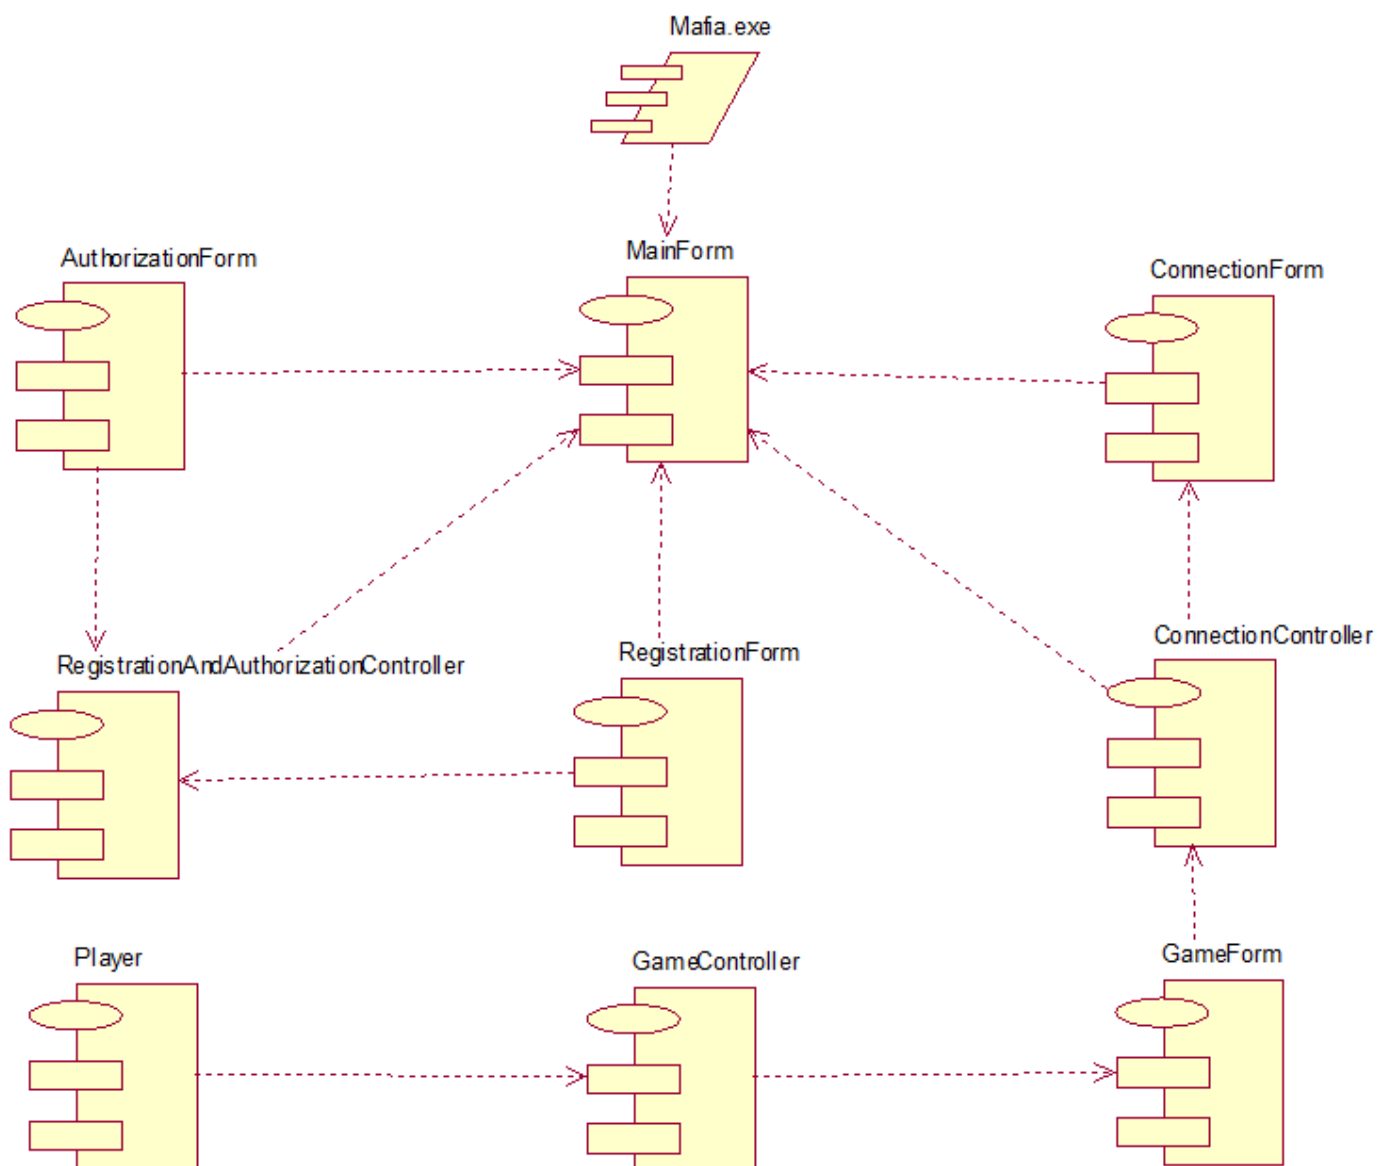 Mafia.exe
MainForm
AuthorizationForm
ConnectionForm
RegistrationAndAuthorizationController
RegistrationForm
ConnectionController
Player
GameController
GameForm